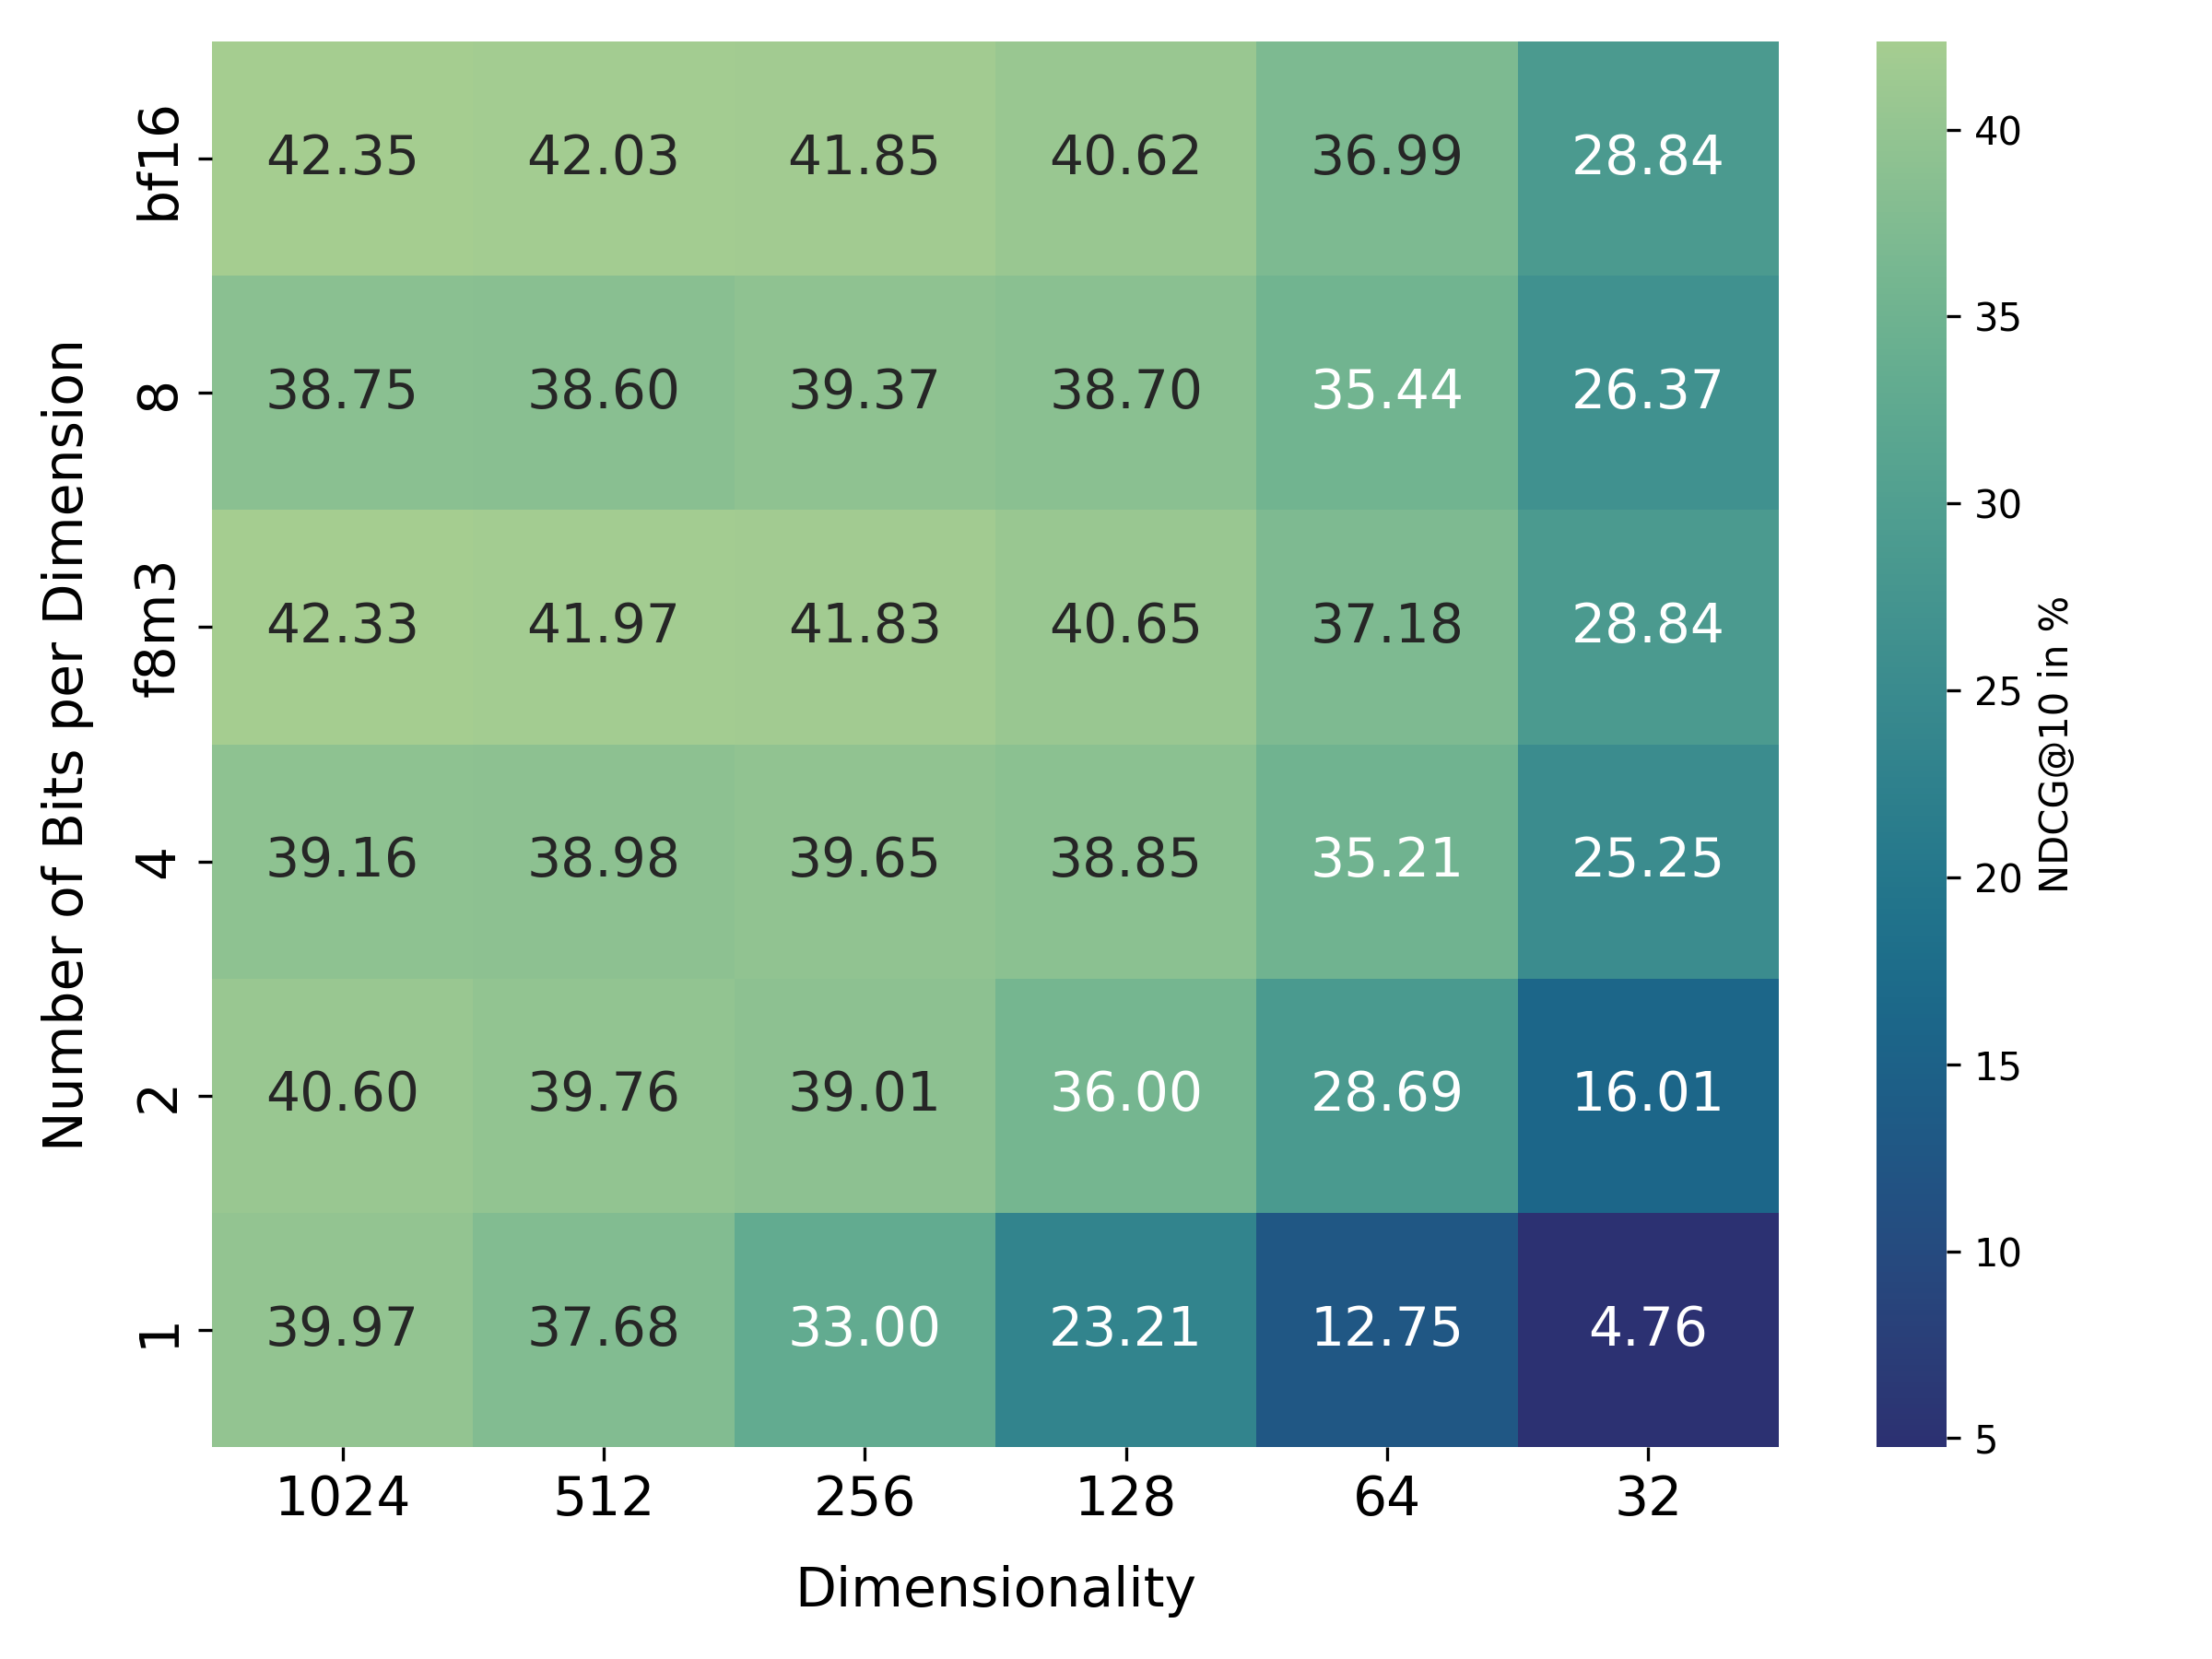 Number of Bits per Dimension
bf16 42.35 42.03 41.85 40.62 36.99 28.84
8 38.75 38.60 39.37 38.70 35.44 26.37
f8m3 42.33 41.97 41.83 40.65 37.18 28.84
4 39.16 38.98 39.65 38.85 35.21 25.25
2 40.60 39.76 39.01 36.00 28.69 16.01
1 39.97 37.68 33.00 23.21 12.75 4.76
1024 512 256 128 64 32
Dimensionality
40
35
30
25
20
15
10
5
NDCG@10 in %